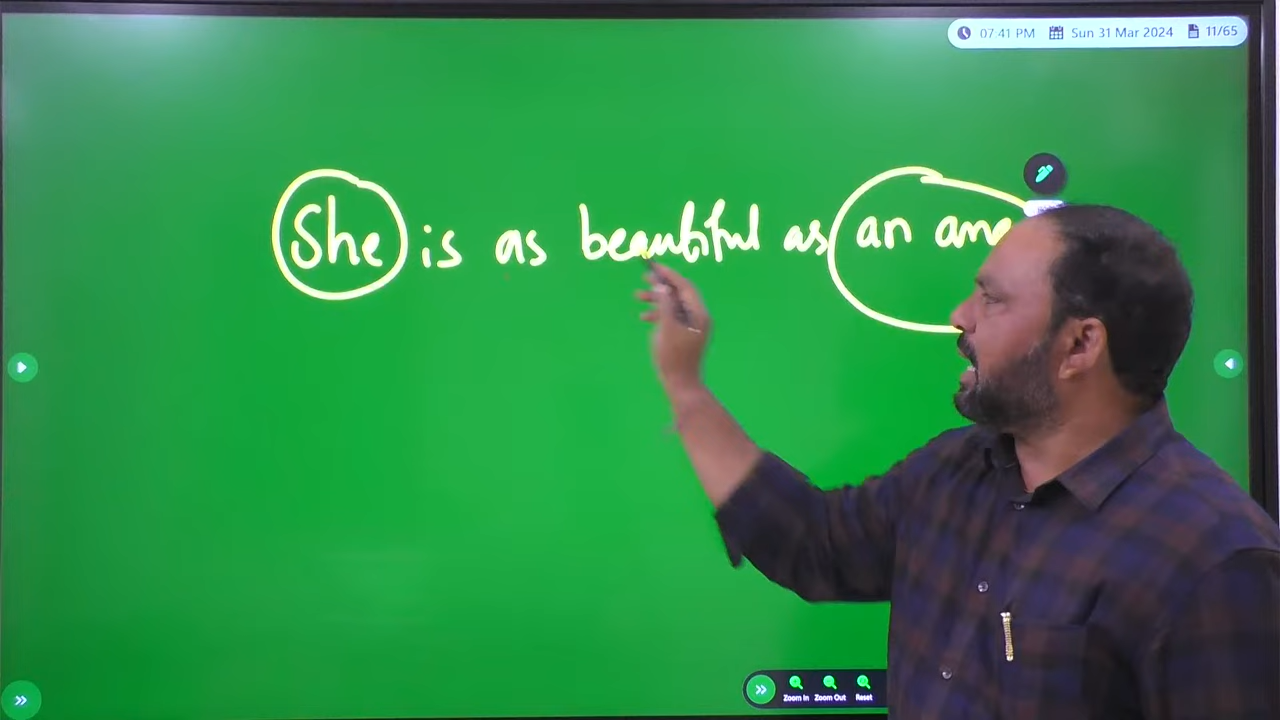 07:41 PM Sun 31 Mar 2024 11/65
She is as beautiful as an
Zoom In Zoom Out Reset